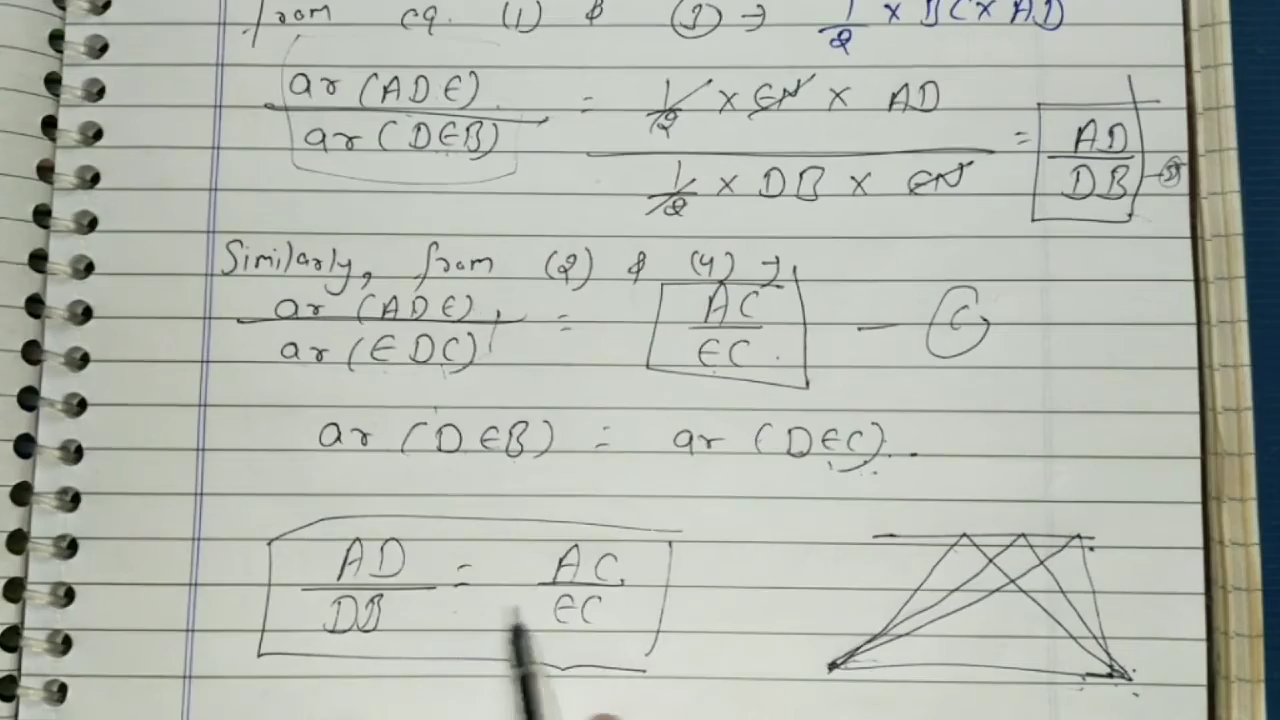 from eq. (1) & (3) → 1/2 × BC × AD
ar (ADE) / ar (DEB) = 1/2 × EN × AD / 1/2 × DB × EN = AD / DB
Similarly, from (2) & (4) →
ar (ADE) / ar (EDC) = AC / EC — C
ar (DEB) = ar (DEC).
AD / DB = AC / EC